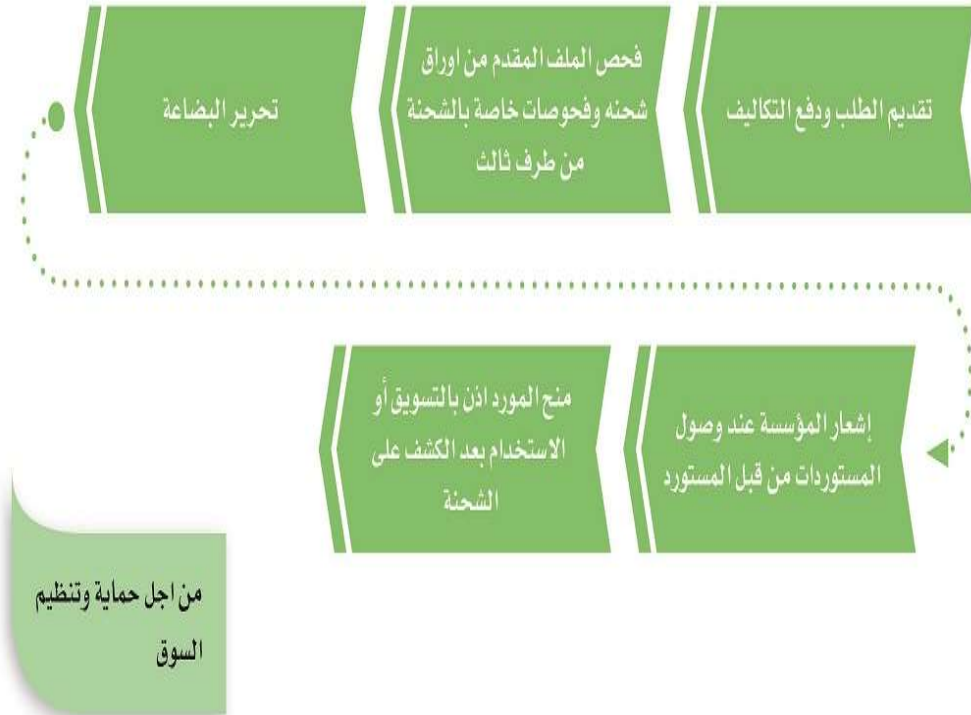 تقديم الطلب ودفع التكاليف
فحص الملف المقدم من اوراق
شحنه وفحوصات خاصة بالشحنة
من طرف ثالث
تحرير البضاعة
إشعار المؤسسة عند وصول
المستوردات من قبل المستورد
منح المورد اذن بالتسويق أو
الاستخدام بعد الكشف على
الشحنة
من اجل حماية وتنظيم
السوق